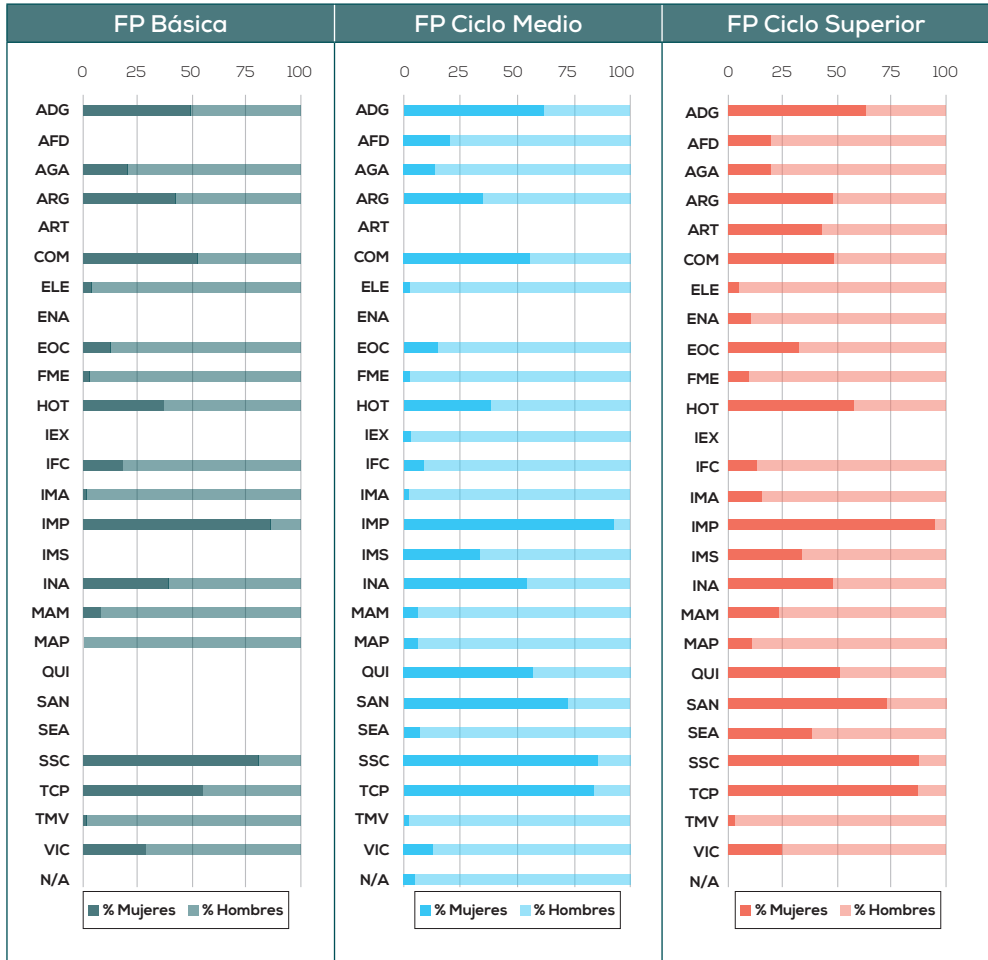 FP Básica
0 25 50 75 100
ADG
AFD
AGA
ARG
ART
COM
ELE
ENA
EOC
FME
HOT
IEX
IFC
IMA
IMP
IMS
INA
MAM
MAP
QUI
SAN
SEA
SSC
TCP
TMV
VIC
N/A
% Mujeres % Hombres
FP Ciclo Medio
0 25 50 75 100
ADG
AFD
AGA
ARG
ART
COM
ELE
ENA
EOC
FME
HOT
IEX
IFC
IMA
IMP
IMS
INA
MAM
MAP
QUI
SAN
SEA
SSC
TCP
TMV
VIC
N/A
% Mujeres % Hombres
FP Ciclo Superior
0 25 50 75 100
ADG
AFD
AGA
ARG
ART
COM
ELE
ENA
EOC
FME
HOT
IEX
IFC
IMA
IMP
IMS
INA
MAM
MAP
QUI
SAN
SEA
SSC
TCP
TMV
VIC
N/A
% Mujeres % Hombres